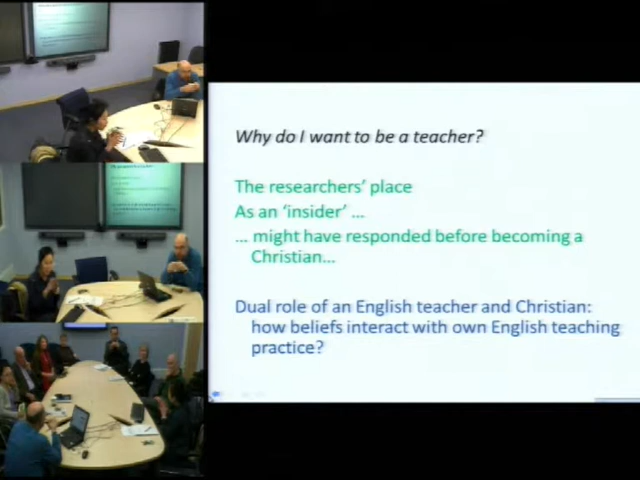 Why do I want to be a teacher?
The researchers' place
As an 'insider' …
… might have responded before becoming a
Christian…
Dual role of an English teacher and Christian:
how beliefs interact with own English teaching
practice?